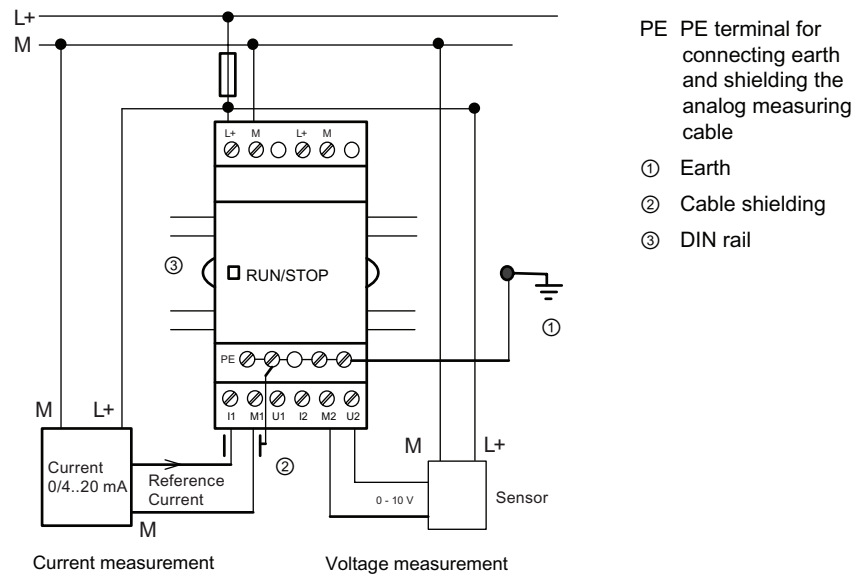 L+
M
PE PE terminal for
connecting earth
and shielding the
analog measuring
cable
① Earth
② Cable shielding
③ DIN rail
L+ M L+ M
③
RUN/STOP
①
PE
I1 M1 U1 I2 M2 U2
M L+
②
M L+
Current
0/4..20 mA
Reference
Current
M
0 - 10 V
Sensor
Current measurement
Voltage measurement